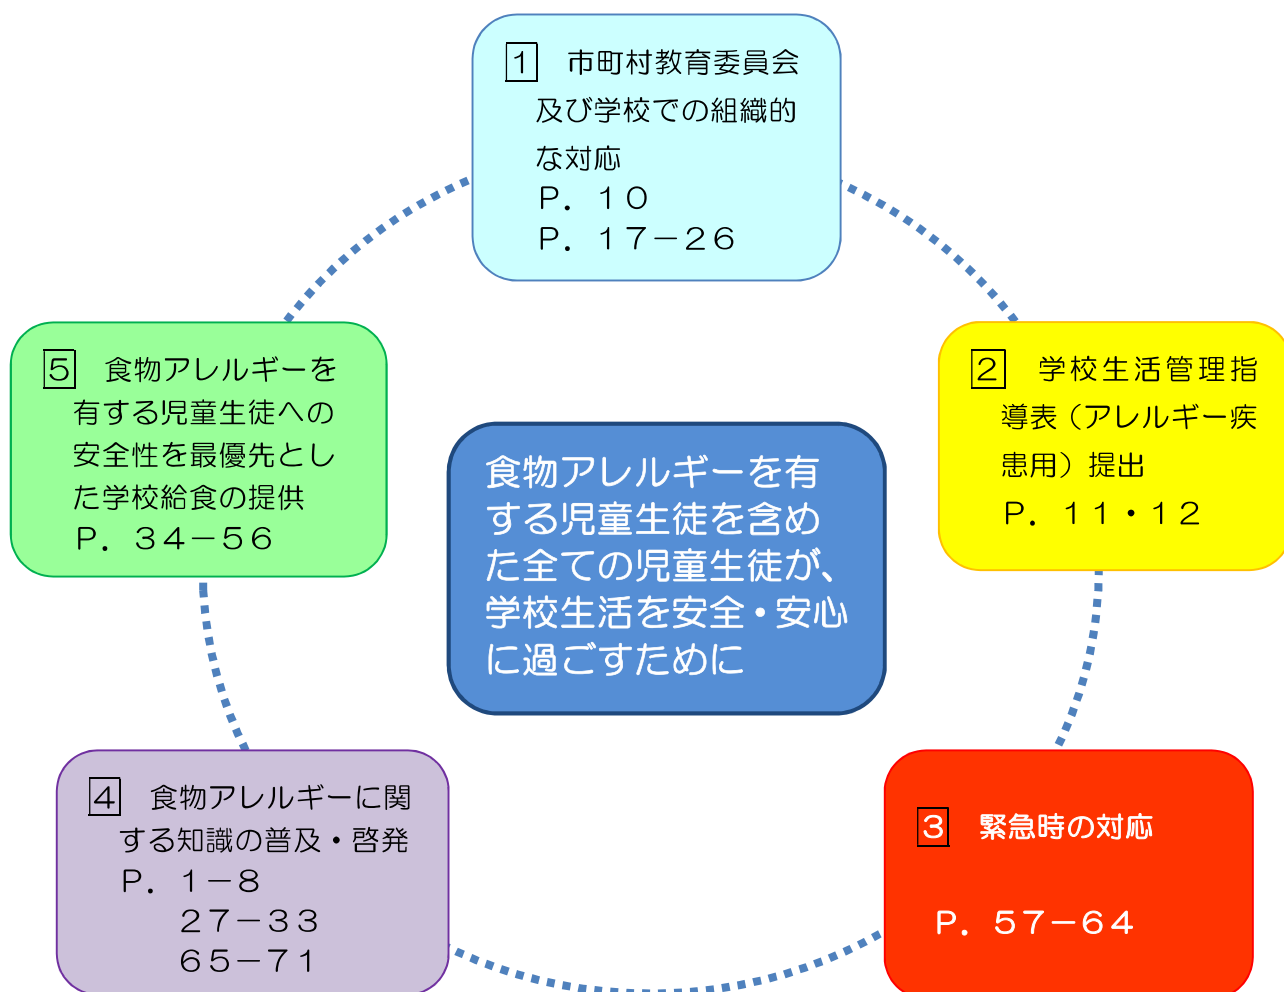 1 市町村教育委員会
及び学校での組織的
な対応
P．１０
P．１７－２６
2 学校生活管理指
導表（アレルギー疾
患用）提出
P．１１・１２
3 緊急時の対応
P．５７－６４
4 食物アレルギーに関
する知識の普及・啓発
P．１－８
２７－３３
６５－７１
5 食物アレルギーを
有する児童生徒への
安全性を最優先とし
た学校給食の提供
P．３４－５６
食物アレルギーを有
する児童生徒を含め
た全ての児童生徒が、
学校生活を安全・安心
に過ごすために